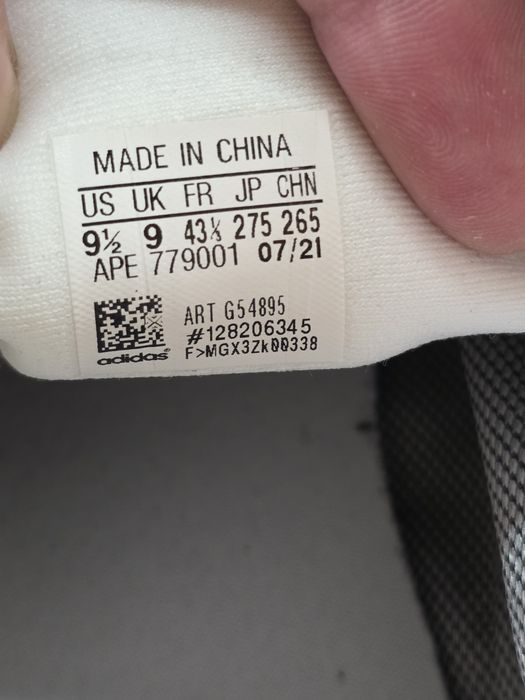 MADE IN CHINA
US UK FR JP CHN
9½ 9 43⅓ 275 265
APE 779001 07/21
ART G54895
#128206345
F>MGX3Zk00338
adidas